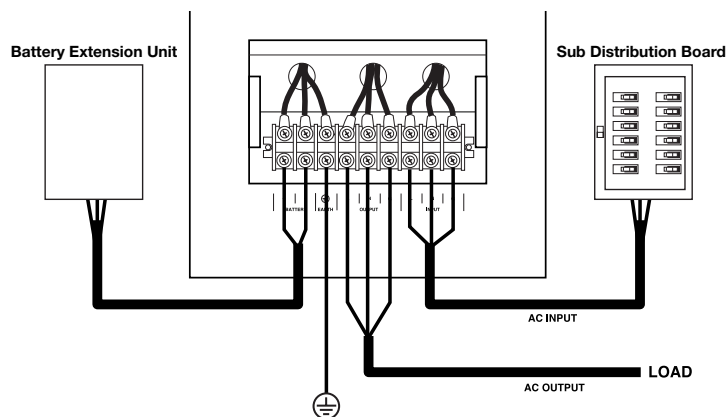 Battery Extension Unit
Sub Distribution Board
BATTERY EARTH OUTPUT INPUT
AC INPUT
LOAD
AC OUTPUT